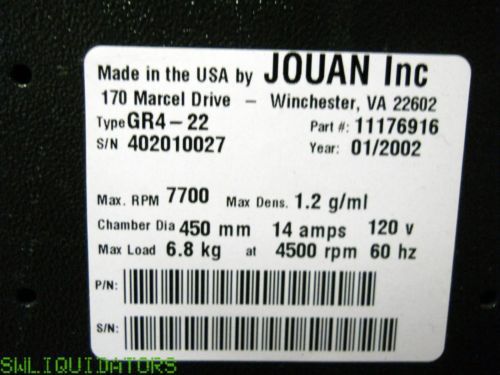 Made in the USA by JOUAN Inc
170 Marcel Drive – Winchester, VA 22602
Type GR4-22 Part #: 11176916
S/N 402010027 Year: 01/2002
Max. RPM 7700 Max Dens. 1.2 g/ml
Chamber Dia 450 mm 14 amps 120 v
Max Load 6.8 kg at 4500 rpm 60 hz
P/N:
S/N:
SWLIQUIDATORS